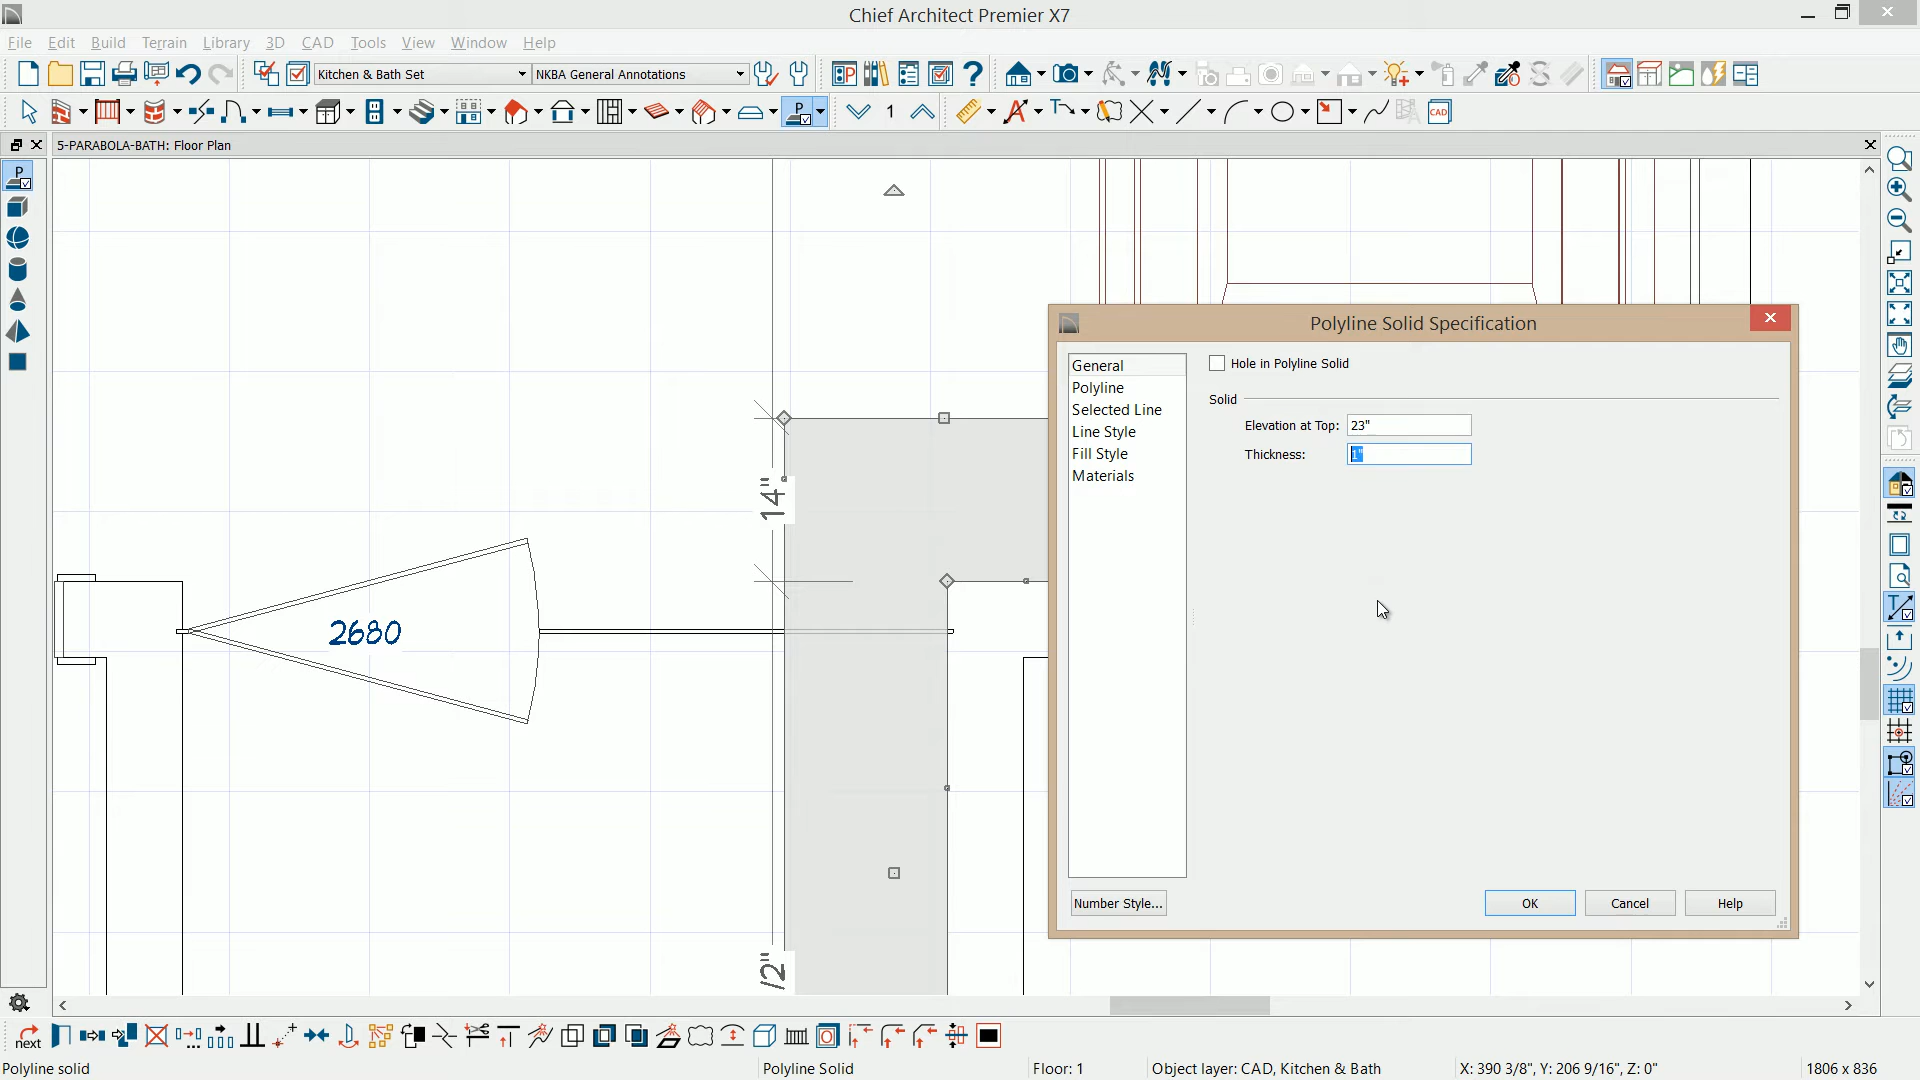 Chief Architect Premier X7
File Edit Build Terrain Library 3D CAD Tools View Window Help
Kitchen & Bath Set NKBA General Annotations
P 1 CAD
5-PARABOLA-BATH: Floor Plan
P
Polyline Solid Specification
General
Polyline
Selected Line
Line Style
Fill Style
Materials
Hole in Polyline Solid
Solid
Elevation at Top: 23"
Thickness: 1"
14"
2680
/2"
Number Style... OK Cancel Help
next
Polyline solid Polyline Solid Floor: 1 Object layer: CAD, Kitchen & Bath X: 390 3/8", Y: 206 9/16", Z: 0" 1806 x 836